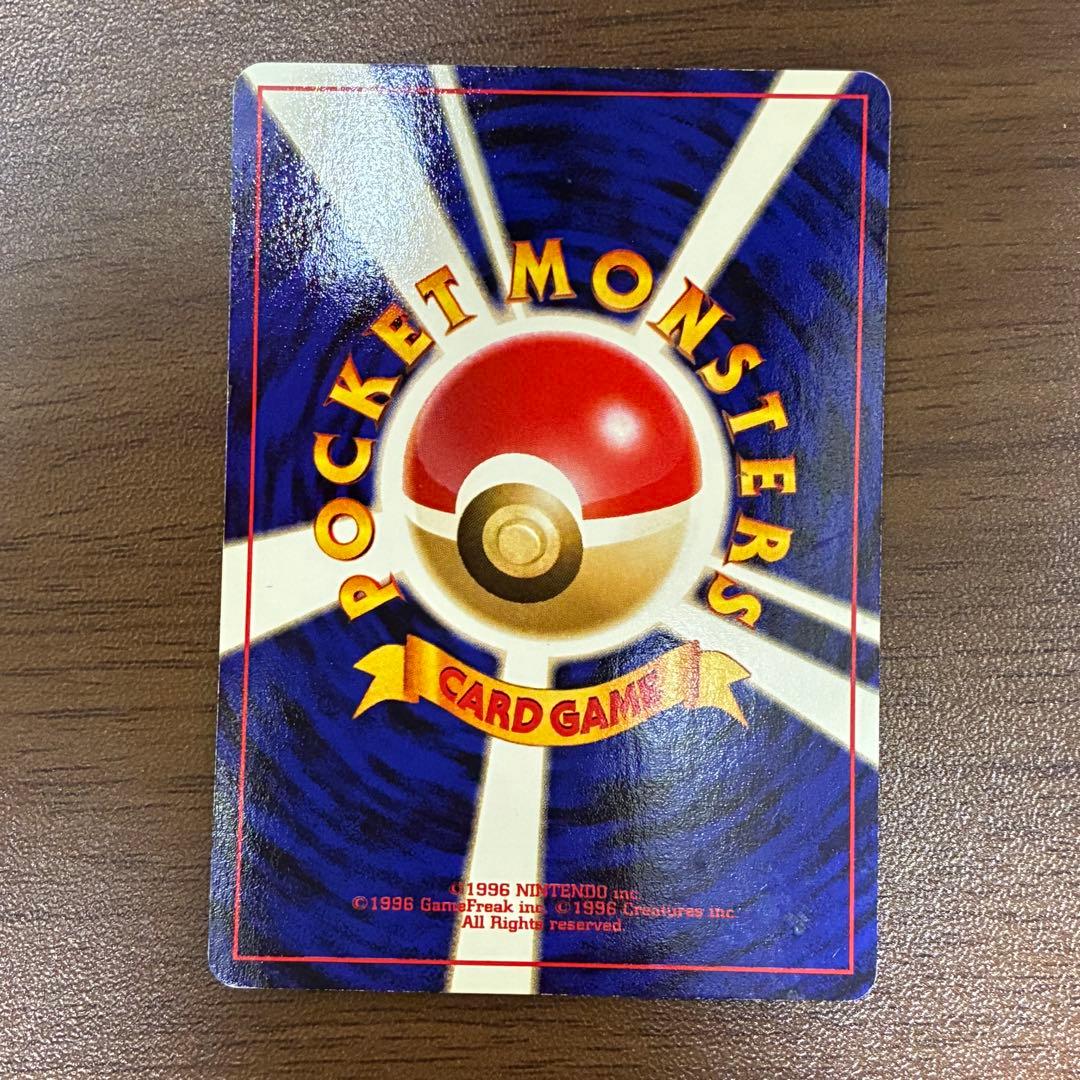 POCKET MONSTERS
CARD GAME
©1996 NINTENDO inc.
©1996 GameFreak inc. ©1996 Creatures inc.
All Rights reserved.